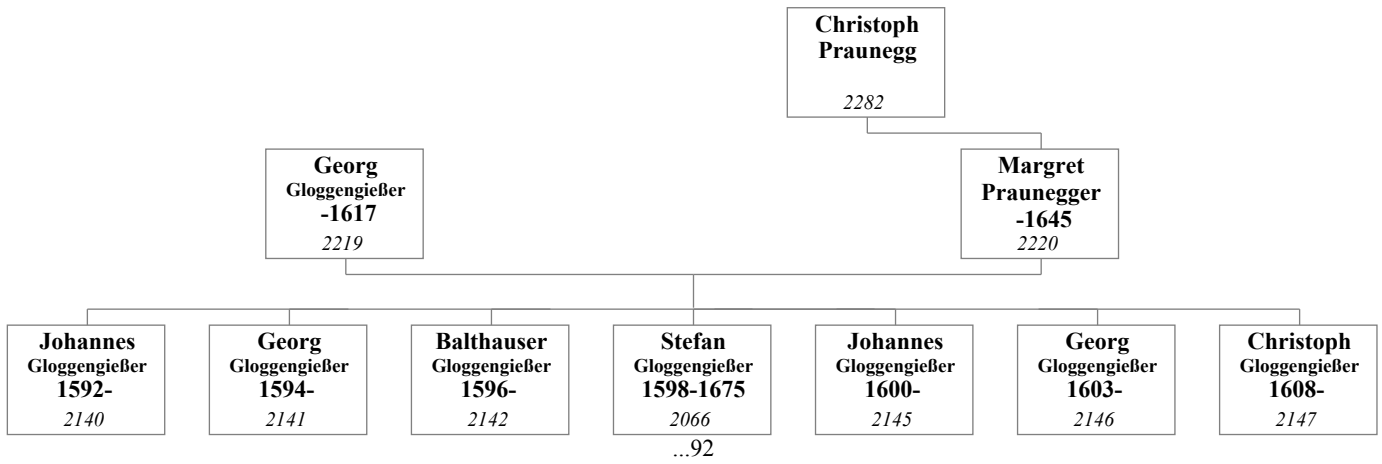 Christoph
Praunegg
2282
Georg
Gloggengießer
-1617
2219
Margret
Praunegger
-1645
2220
Johannes
Gloggengießer
1592-
2140
Georg
Gloggengießer
1594-
2141
Balthauser
Gloggengießer
1596-
2142
Stefan
Gloggengießer
1598-1675
2066
...92
Johannes
Gloggengießer
1600-
2145
Georg
Gloggengießer
1603-
2146
Christoph
Gloggengießer
1608-
2147